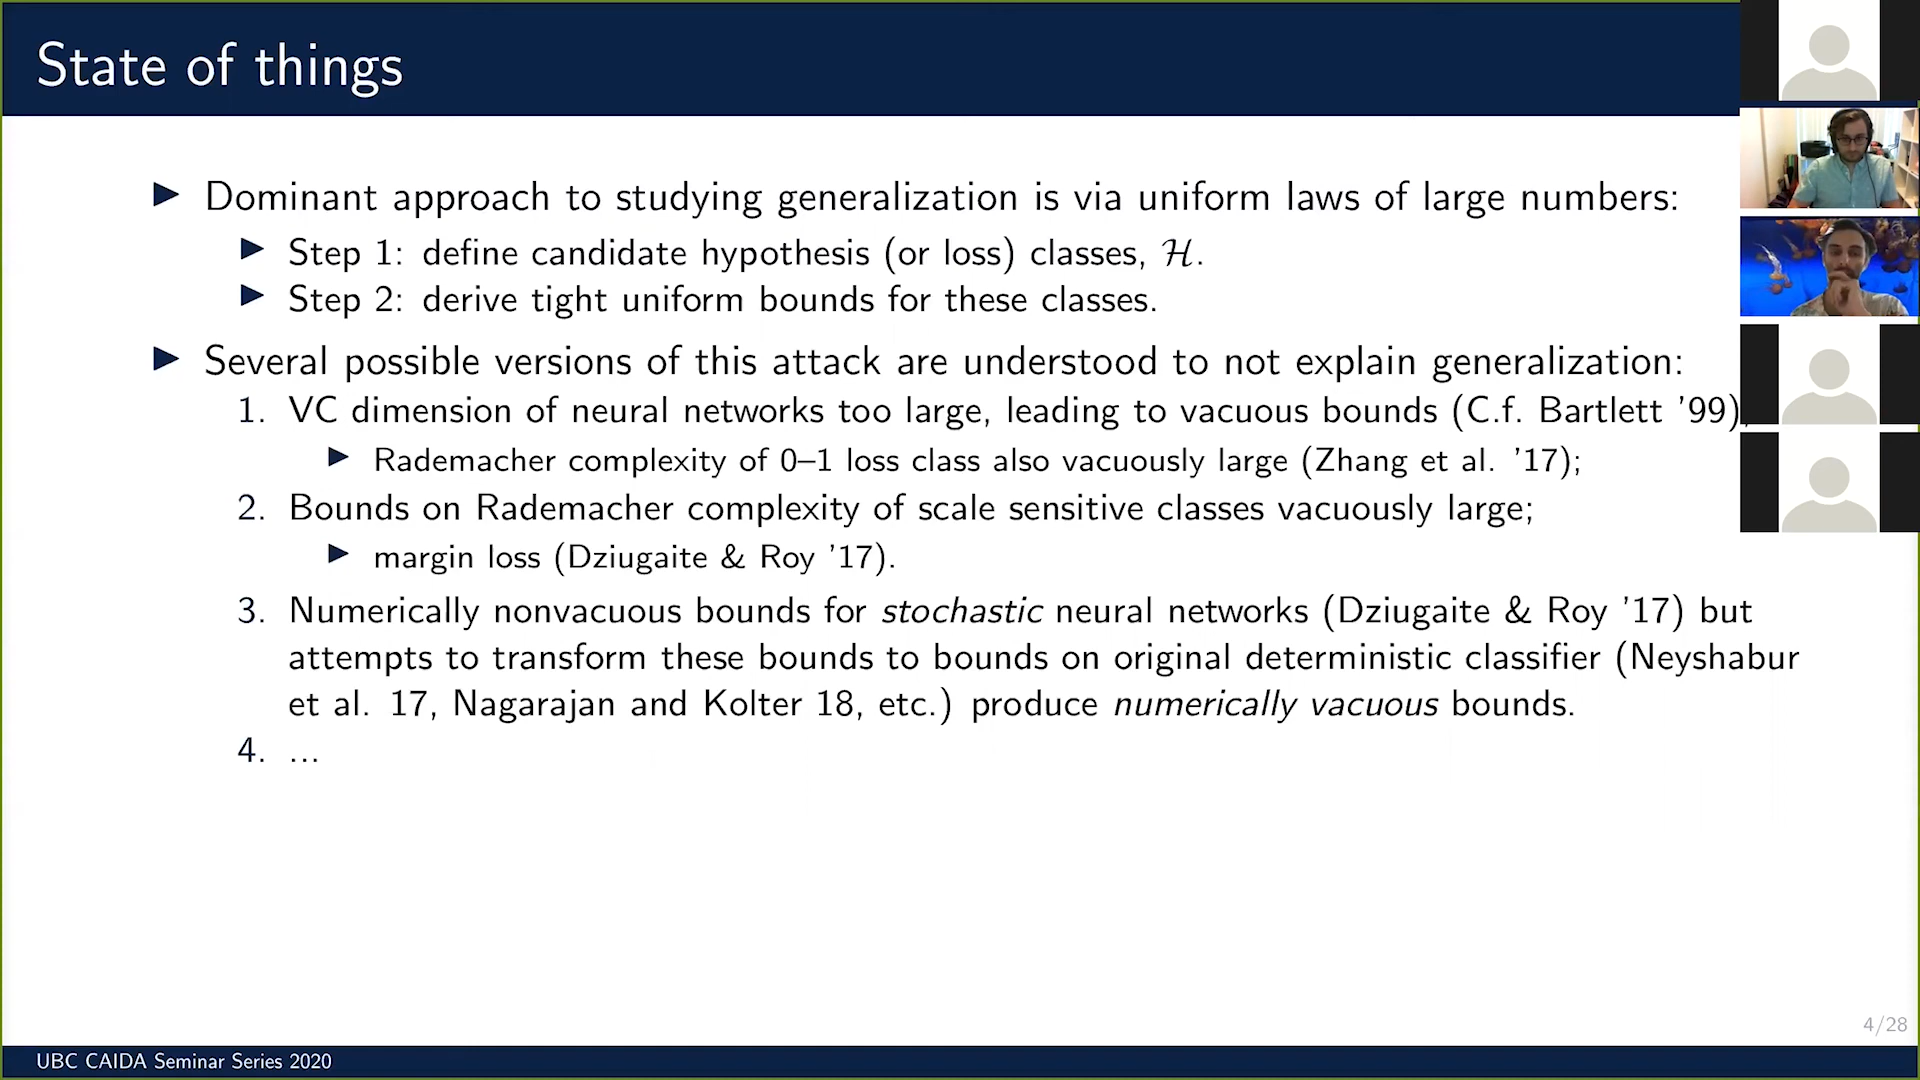 State of things
▶ Dominant approach to studying generalization is via uniform laws of large numbers:
▶ Step 1: define candidate hypothesis (or loss) classes, ℋ.
▶ Step 2: derive tight uniform bounds for these classes.
▶ Several possible versions of this attack are understood to not explain generalization:
1. VC dimension of neural networks too large, leading to vacuous bounds (C.f. Bartlett ’99),
▶ Rademacher complexity of 0–1 loss class also vacuously large (Zhang et al. ’17);
2. Bounds on Rademacher complexity of scale sensitive classes vacuously large;
▶ margin loss (Dziugaite & Roy ’17).
3. Numerically nonvacuous bounds for stochastic neural networks (Dziugaite & Roy ’17) but
attempts to transform these bounds to bounds on original deterministic classifier (Neyshabur
et al. 17, Nagarajan and Kolter 18, etc.) produce numerically vacuous bounds.
4. ...
4/28
UBC CAIDA Seminar Series 2020